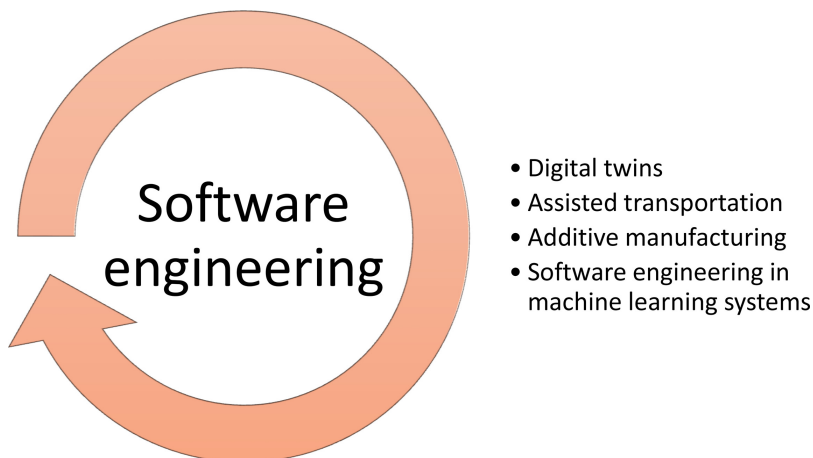 Software
engineering
• Digital twins
• Assisted transportation
• Additive manufacturing
• Software engineering in
machine learning systems